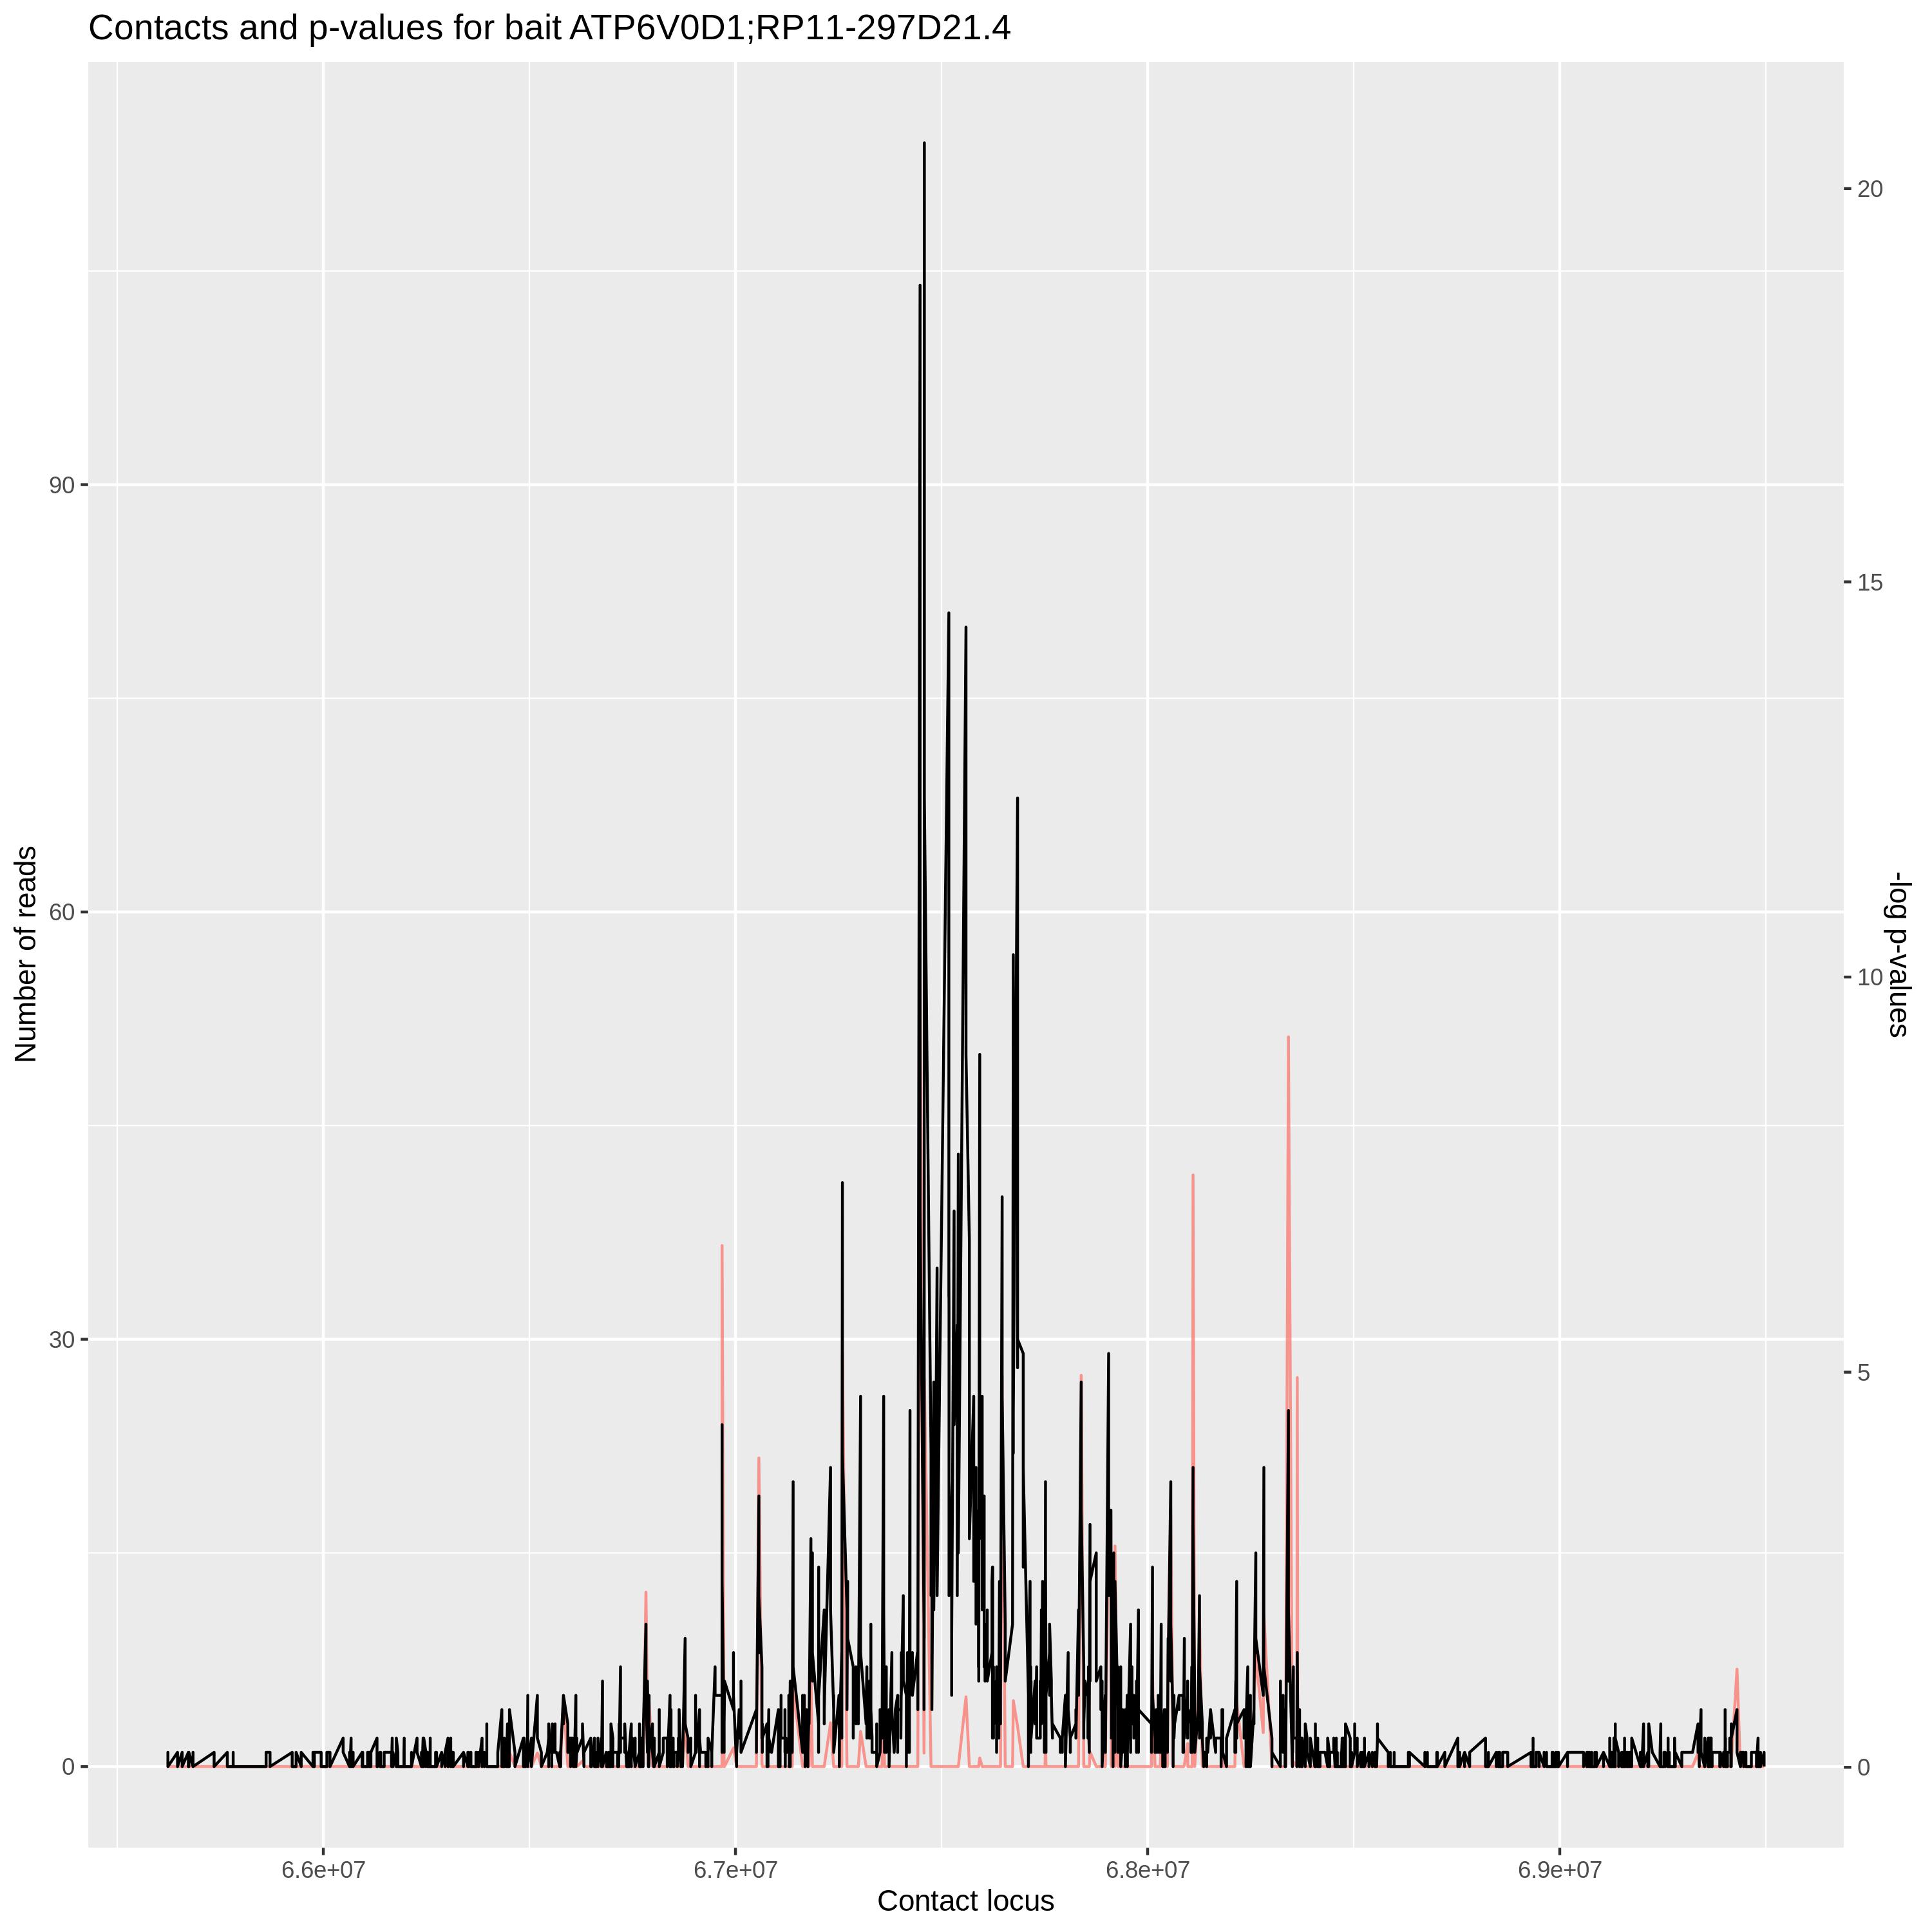 Contacts and p-values for bait ATP6V0D1;RP11-297D21.4
Number of reads
90
60
30
0
20
15
10
5
0
-log p-values
6.6e+07
6.7e+07
6.8e+07
6.9e+07
Contact locus